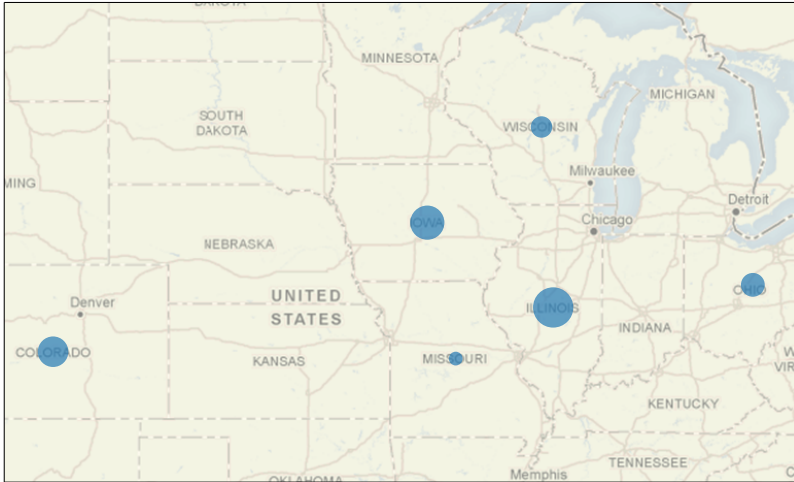 DAKOTA
MINNESOTA
MICHIGAN
SOUTH
DAKOTA
WISCONSIN
Milwaukee
MING
Detroit
IOWA
Chicago
NEBRASKA
OHIO
UNITED
STATES
Denver
ILLINOIS
INDIANA
COLORADO
KANSAS
MISSOURI
W
VIRG
KENTUCKY
TENNESSEE
OKLAHOMA
Memphis
C